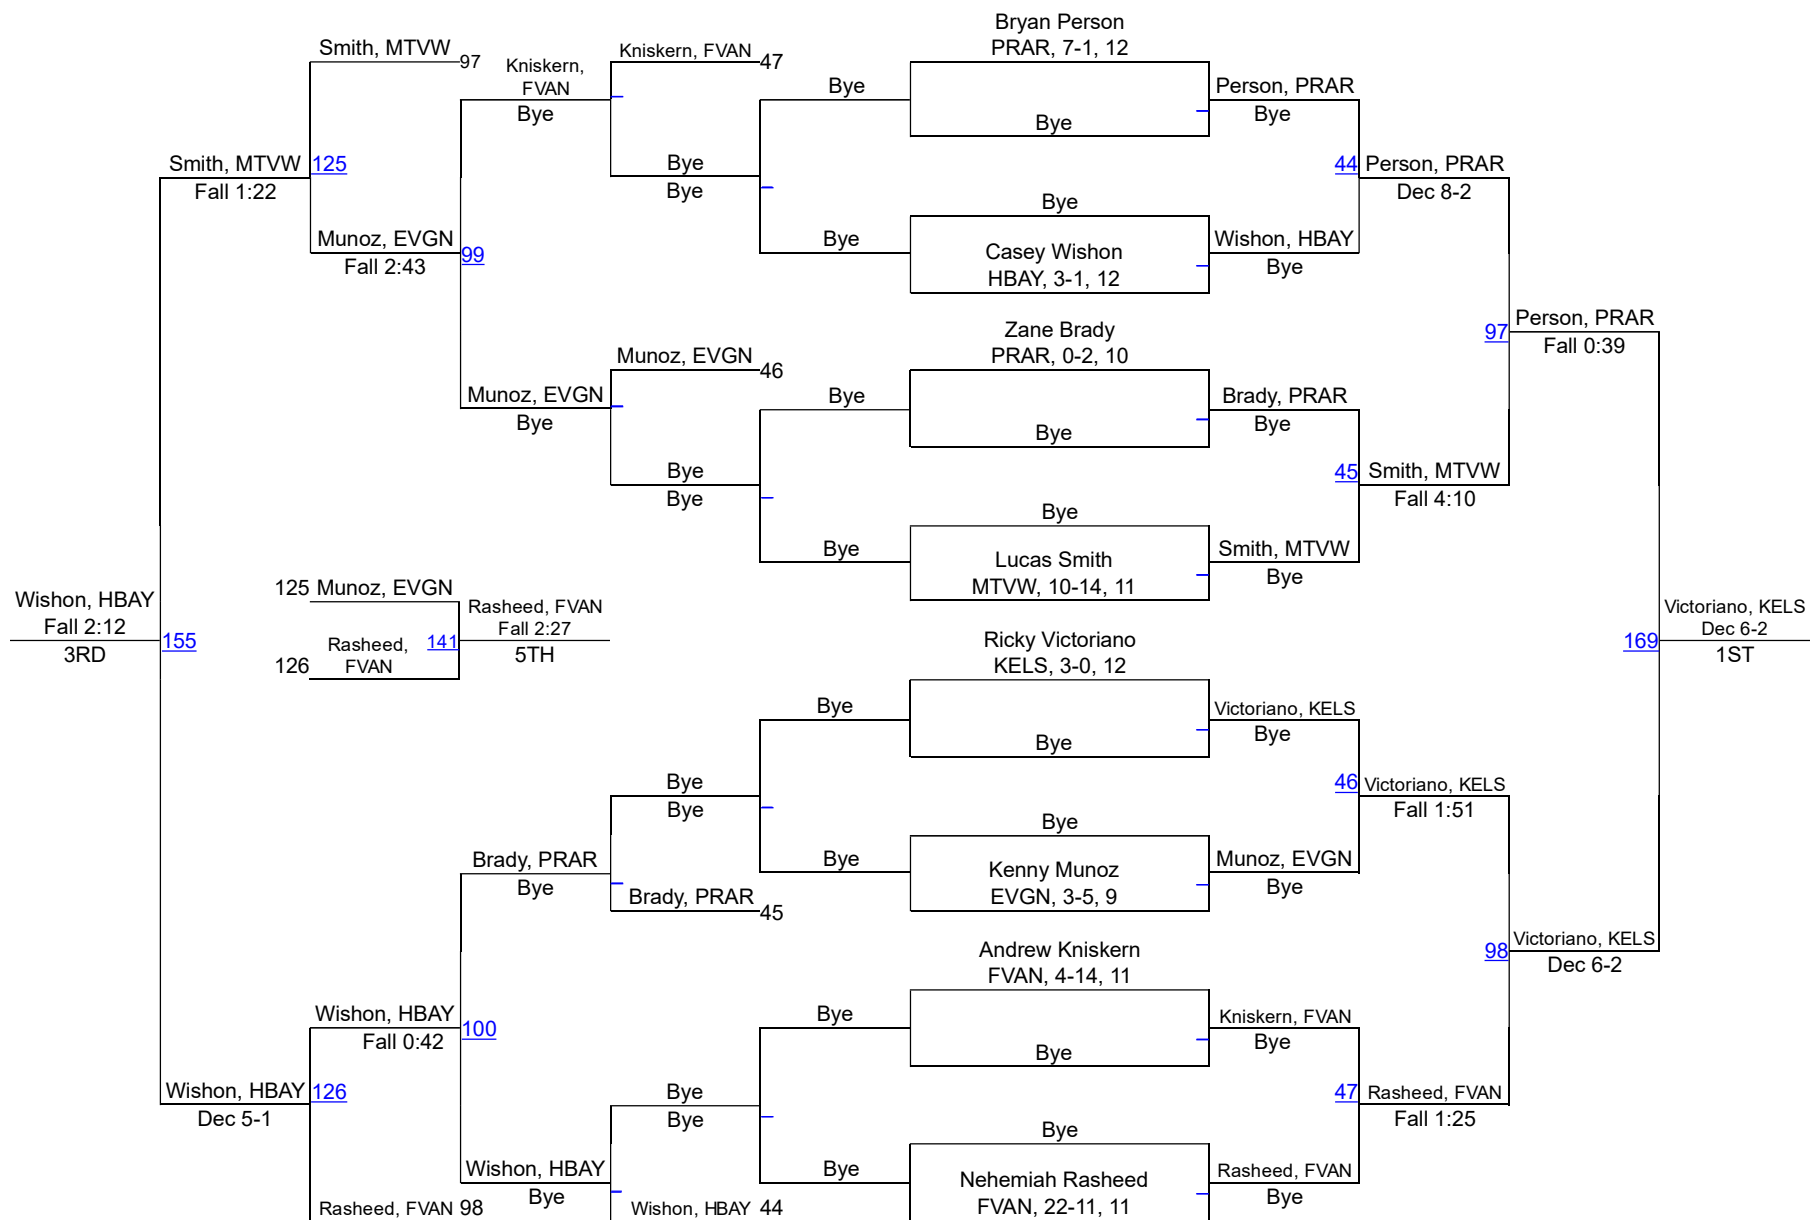 Bryan Person
PRAR, 7-1, 12
Smith, MTVW
97
Kniskern,
FVAN
Bye
Kniskern, FVAN
47
Bye
Bye
Person, PRAR
Bye
Smith, MTVW
125
Fall 1:22
Bye
Bye
44
Person, PRAR
Dec 8-2
Munoz, EVGN
99
Fall 2:43
Bye
Bye
Casey Wishon
HBAY, 3-1, 12
Wishon, HBAY
Bye
Zane Brady
PRAR, 0-2, 10
97
Person, PRAR
Fall 0:39
Munoz, EVGN
46
Munoz, EVGN
Bye
Bye
Bye
Brady, PRAR
Bye
Bye
Bye
45
Smith, MTVW
Fall 4:10
Bye
Bye
Lucas Smith
MTVW, 10-14, 11
Smith, MTVW
Bye
Wishon, HBAY
Fall 2:12
3RD
155
125
Munoz, EVGN
126
Rasheed,
FVAN
141
Rasheed, FVAN
Fall 2:27
5TH
Ricky Victoriano
KELS, 3-0, 12
169
Victoriano, KELS
Dec 6-2
1ST
Bye
Bye
Victoriano, KELS
Bye
Bye
Bye
46
Victoriano, KELS
Fall 1:51
Brady, PRAR
Bye
Brady, PRAR
45
Bye
Bye
Kenny Munoz
EVGN, 3-5, 9
Munoz, EVGN
Bye
Andrew Kniskern
FVAN, 4-14, 11
98
Victoriano, KELS
Dec 6-2
Wishon, HBAY
100
Fall 0:42
Bye
Bye
Kniskern, FVAN
Bye
Wishon, HBAY
126
Dec 5-1
Bye
Bye
47
Rasheed, FVAN
Fall 1:25
Wishon, HBAY
Bye
Bye
Bye
Nehemiah Rasheed
FVAN, 22-11, 11
Rasheed, FVAN
Bye
Rasheed, FVAN
98
Wishon, HBAY
44